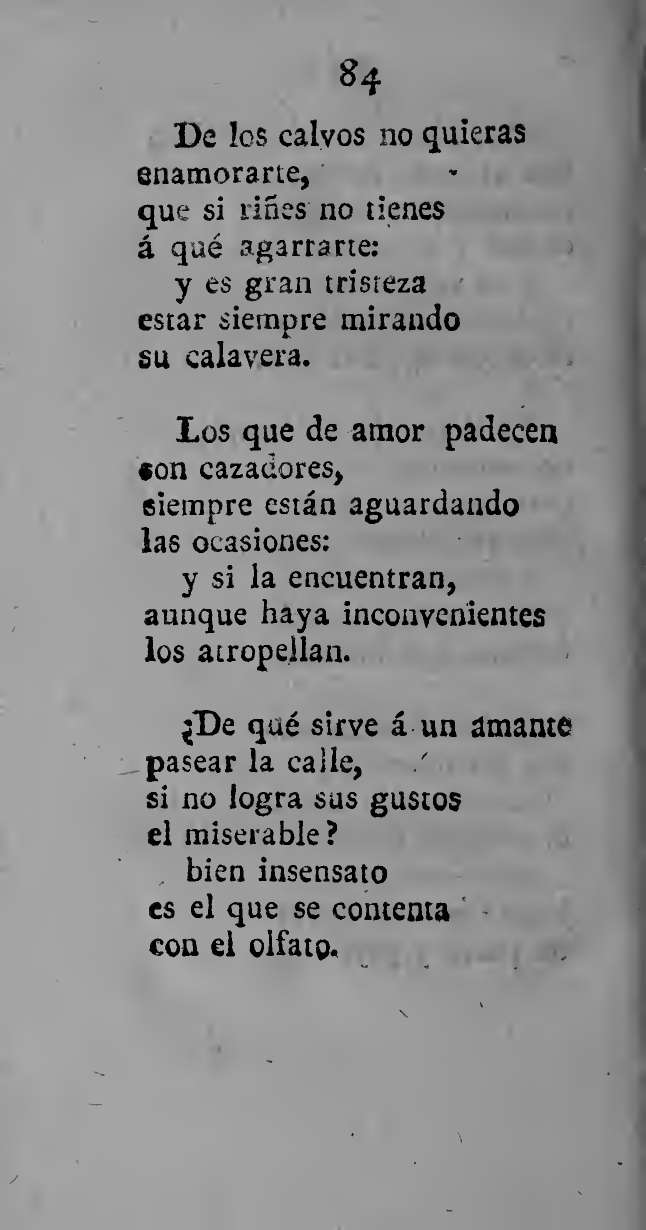 84
De los calvos no quieras
enamorarte,
que si riñes no tienes
á qué agarrarte:
y es gran tristeza
estar siempre mirando
su calavera.
Los que de amor padecen
son cazadores,
siempre están aguardando
las ocasiones:
y si la encuentran,
aunque haya inconvenientes
los atropellan.
¿De qué sirve á un amante
pasear la calle,
si no logra sus gustos
el miserable?
bien insensato
es el que se contenta
con el olfato.